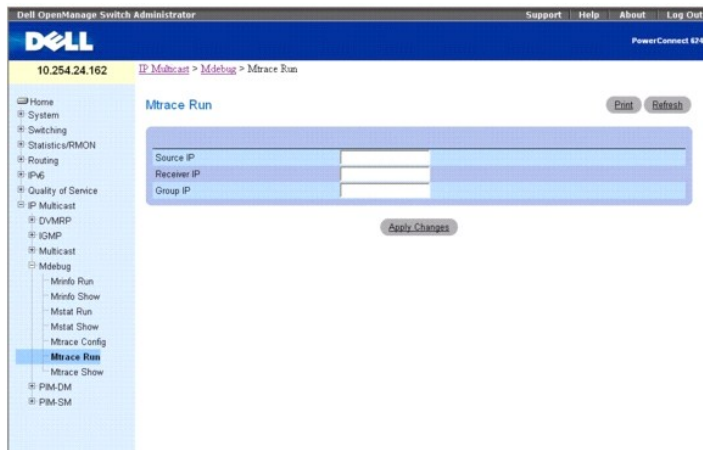 Dell OpenManage Switch Administrator
Support Help About Log Out
DELL
PowerConnect 624
10.254.24.162
IP Multicast > Mdebug > Mtrace Run
Home
System
Switching
Statistics/RMON
Routing
IPv6
Quality of Service
IP Multicast
DVMRP
IGMP
Multicast
Mdebug
Mrinfo Run
Mrinfo Show
Mstat Run
Mstat Show
Mtrace Config
Mtrace Run
Mtrace Show
PIM-DM
PIM-SM
Mtrace Run
Print Refresh
Source IP
Receiver IP
Group IP
Apply Changes